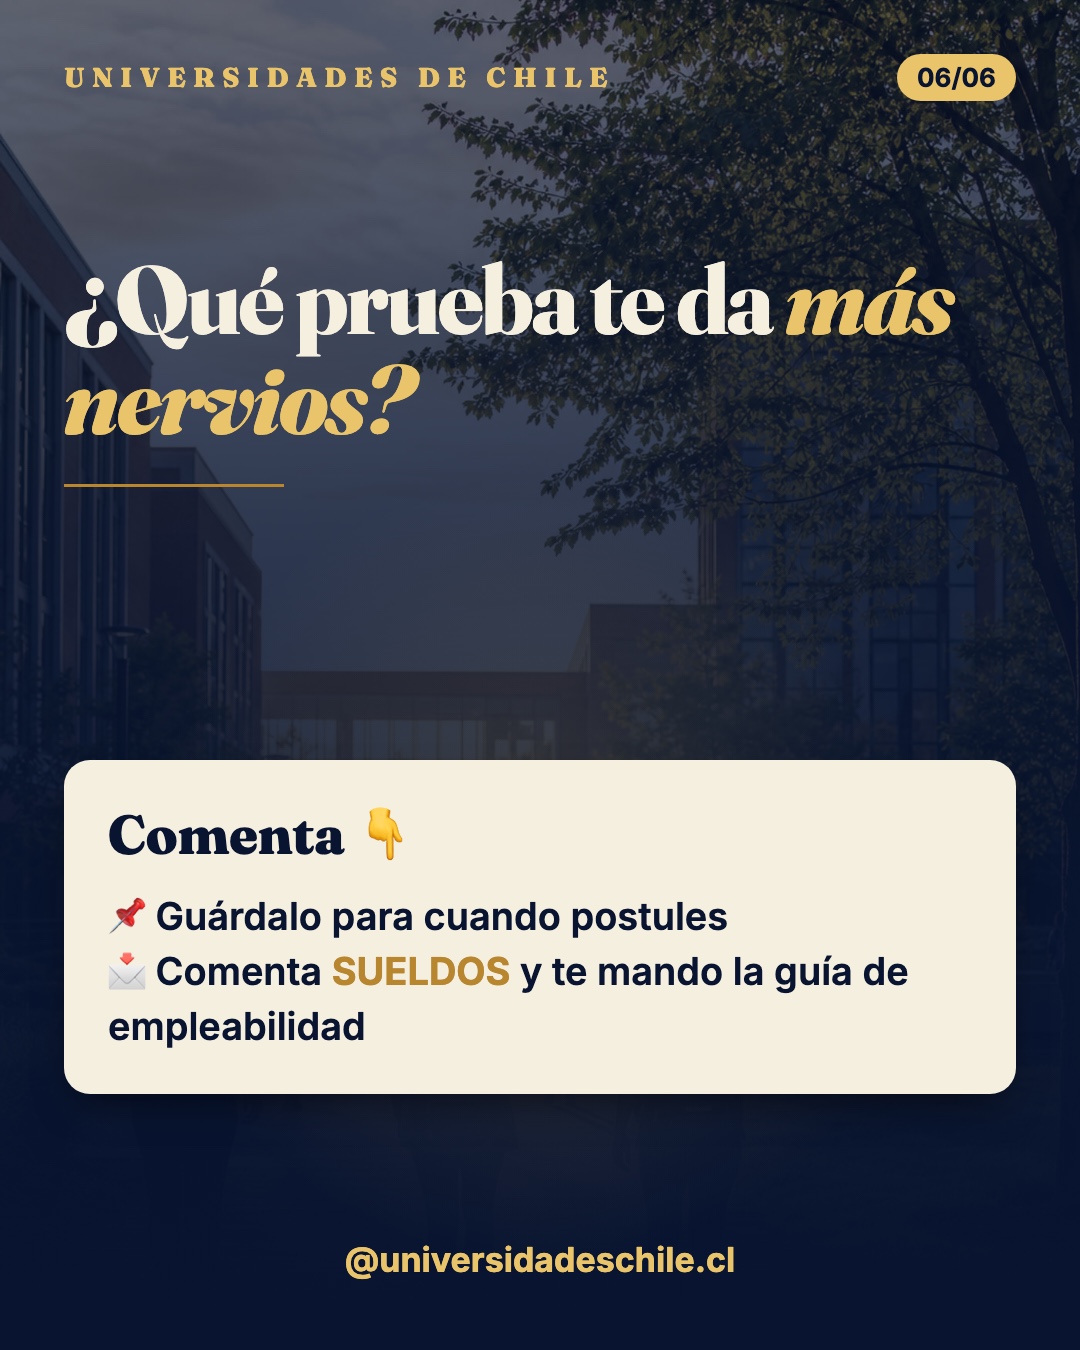 UNIVERSIDADES DE CHILE
06/06
¿Qué prueba te da más
nervios?
Comenta 👇
📌 Guárdalo para cuando postules
📩 Comenta SUELDOS y te mando la guía de
empleabilidad
@universidadeschile.cl